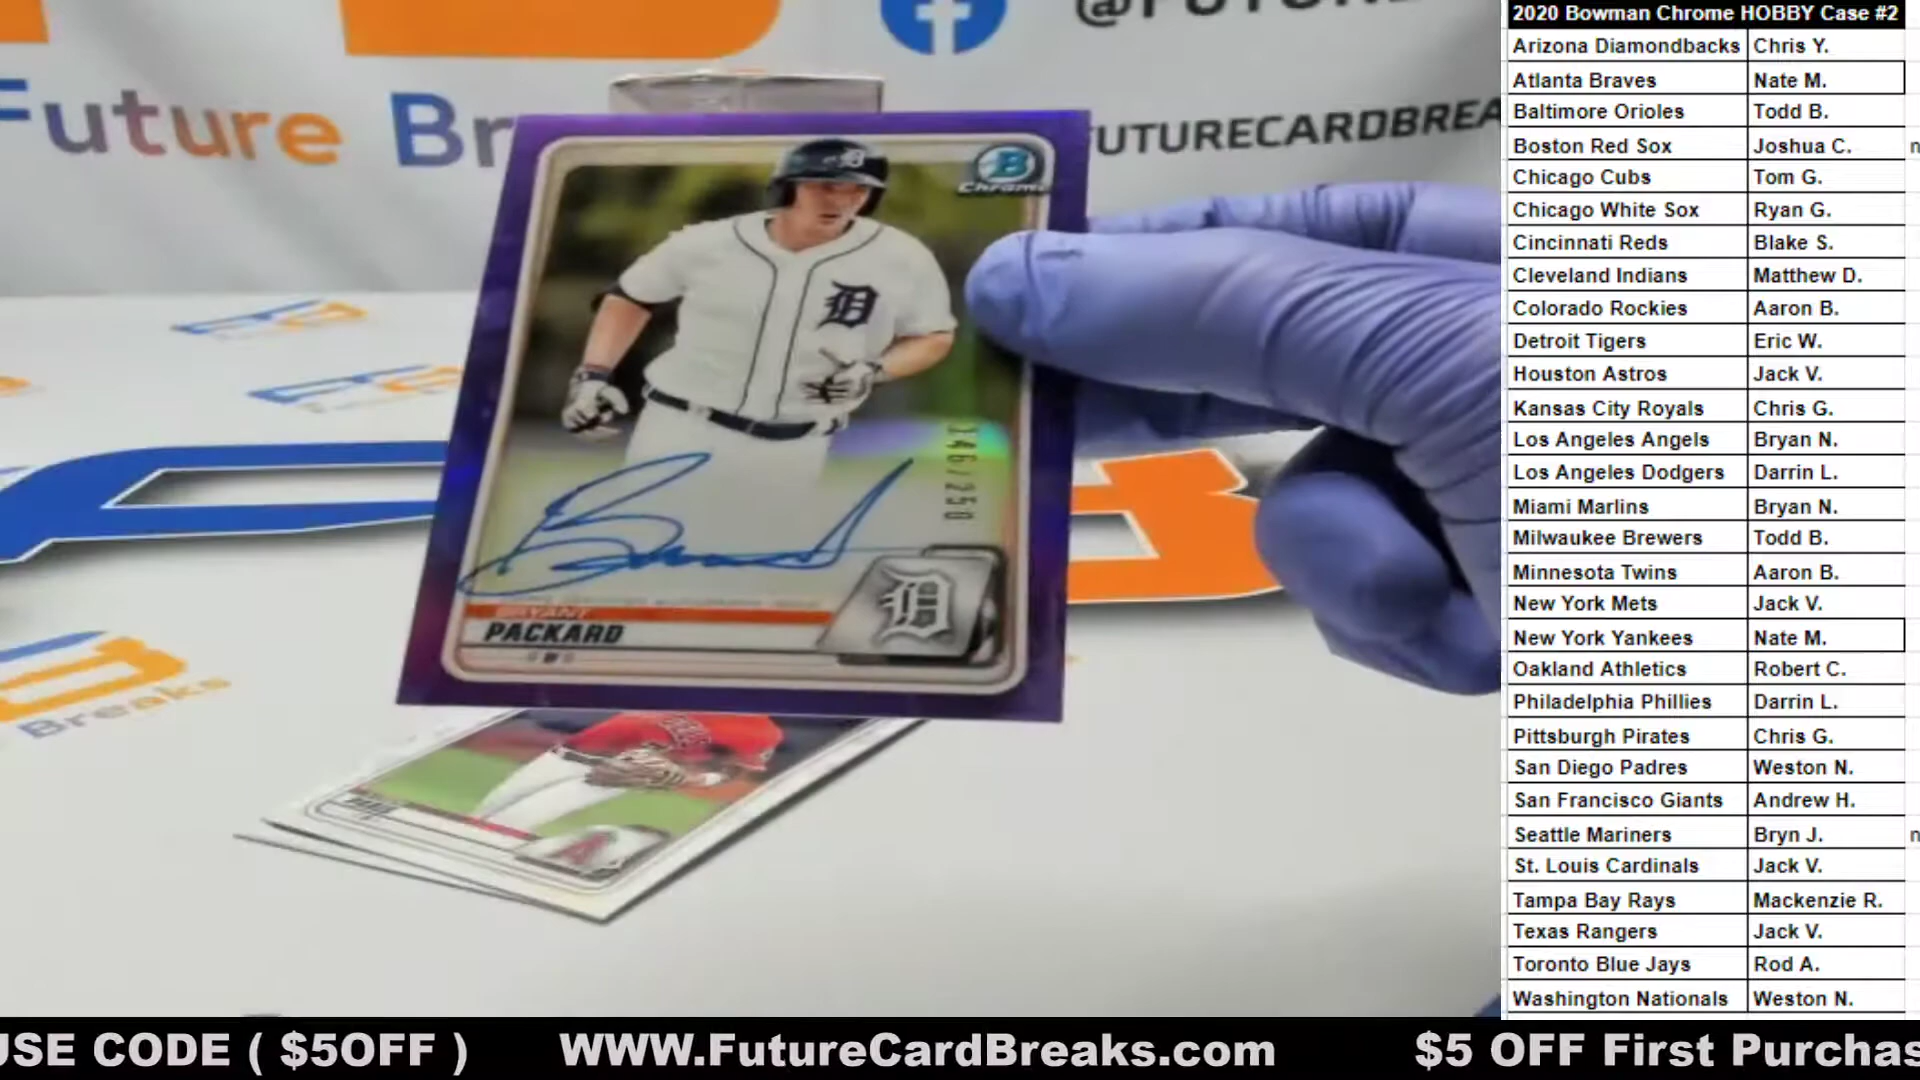 @FUTURE
Future Br
FUTURECARDBREA
B
Chrome
D
146/250
BRYANT
PACKARD
Breaks
2020 Bowman Chrome HOBBY Case #2
Arizona Diamondbacks Chris Y.
Atlanta Braves Nate M.
Baltimore Orioles Todd B.
Boston Red Sox Joshua C. n
Chicago Cubs Tom G.
Chicago White Sox Ryan G.
Cincinnati Reds Blake S.
Cleveland Indians Matthew D.
Colorado Rockies Aaron B.
Detroit Tigers Eric W.
Houston Astros Jack V.
Kansas City Royals Chris G.
Los Angeles Angels Bryan N.
Los Angeles Dodgers Darrin L.
Miami Marlins Bryan N.
Milwaukee Brewers Todd B.
Minnesota Twins Aaron B.
New York Mets Jack V.
New York Yankees Nate M.
Oakland Athletics Robert C.
Philadelphia Phillies Darrin L.
Pittsburgh Pirates Chris G.
San Diego Padres Weston N.
San Francisco Giants Andrew H.
Seattle Mariners Bryn J. n
St. Louis Cardinals Jack V.
Tampa Bay Rays Mackenzie R.
Texas Rangers Jack V.
Toronto Blue Jays Rod A.
Washington Nationals Weston N.
USE CODE ( $5OFF ) WWW.FutureCardBreaks.com $5 OFF First Purchas